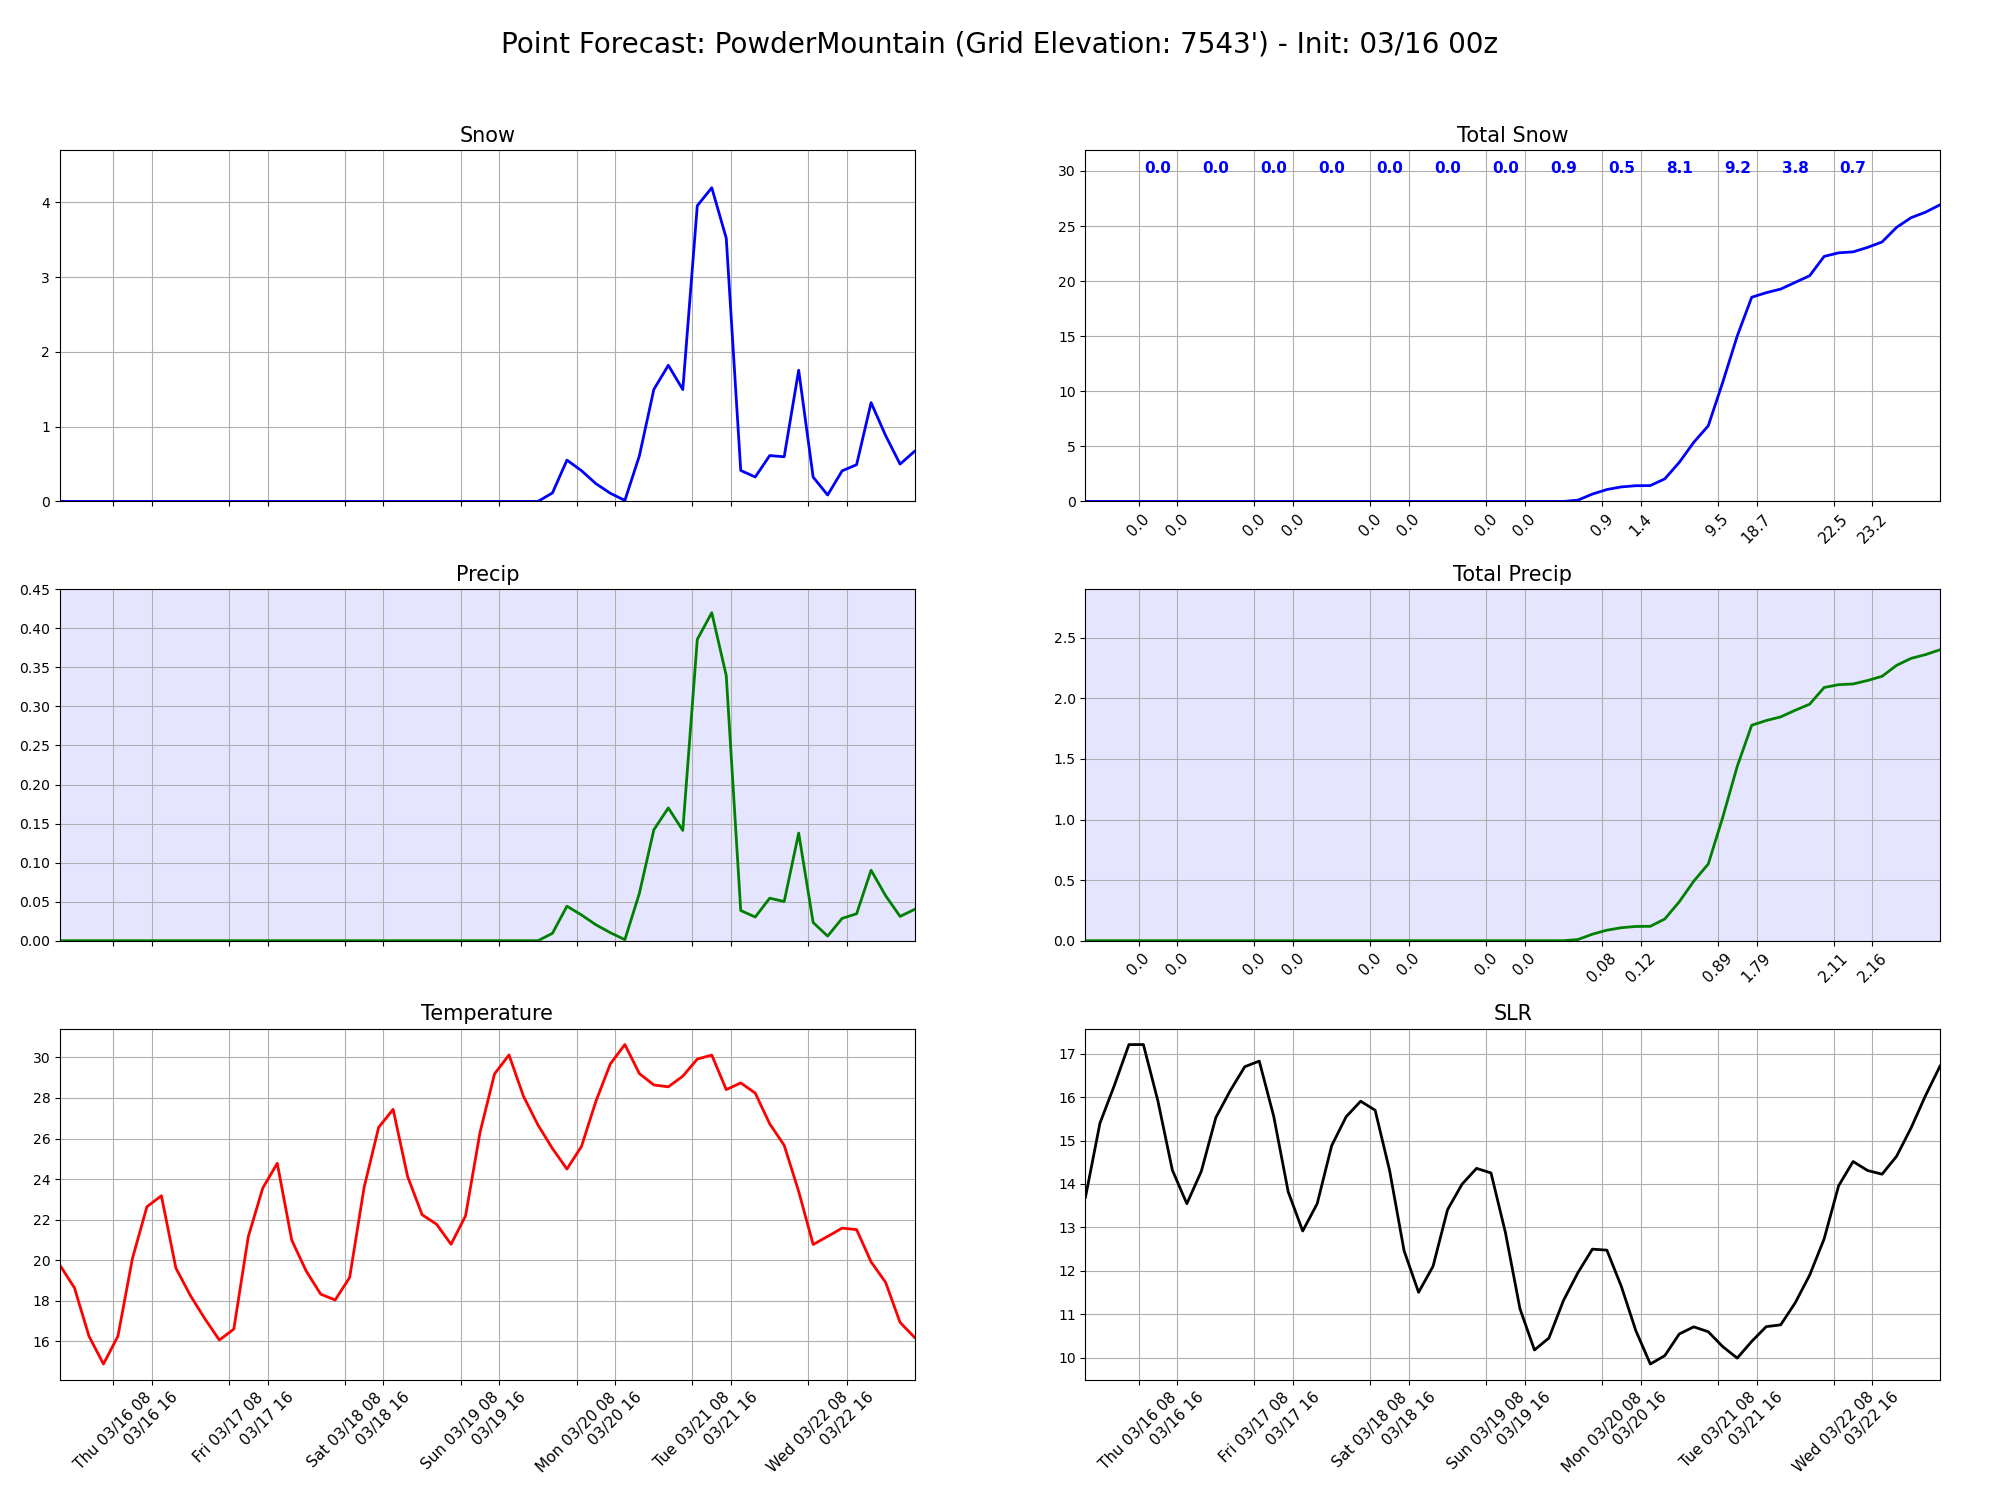 Point Forecast: PowderMountain (Grid Elevation: 7543') - Init: 03/16 00z
Snow
4
3
2
1
0
Total Snow
0.0 0.0 0.0 0.0 0.0 0.0 0.0 0.9 0.5 8.1 9.2 3.8 0.7
30
25
20
15
10
5
0
0.0 0.0 0.0 0.0 0.0 0.0 0.0 0.0 0.9 1.4 9.5 18.7 22.5 23.2
Precip
0.45
0.40
0.35
0.30
0.25
0.20
0.15
0.10
0.05
0.00
Total Precip
2.5
2.0
1.5
1.0
0.5
0.0
0.0 0.0 0.0 0.0 0.0 0.0 0.0 0.0 0.08 0.12 0.89 1.79 2.11 2.16
Temperature
30
28
26
24
22
20
18
16
Thu 03/16 08
03/16 16
Fri 03/17 08
03/17 16
Sat 03/18 08
03/18 16
Sun 03/19 08
03/19 16
Mon 03/20 08
03/20 16
Tue 03/21 08
03/21 16
Wed 03/22 08
03/22 16
SLR
17
16
15
14
13
12
11
10
Thu 03/16 08
03/16 16
Fri 03/17 08
03/17 16
Sat 03/18 08
03/18 16
Sun 03/19 08
03/19 16
Mon 03/20 08
03/20 16
Tue 03/21 08
03/21 16
Wed 03/22 08
03/22 16